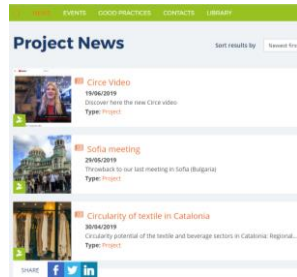 NEWS EVENTS GOOD PRACTICES CONTACTS LIBRARY
Project News
Sort results by Newest firs
Circe Video
19/06/2019
Discover here the new Circe video
Type: Project
Sofia meeting
29/05/2019
Throwback to our last meeting in Sofia (Bulgaria)
Type: Project
Circularity of textile in Catalonia
30/04/2019
Circularity potential of the textile and beverage sectors in Catalonia: Regional...
Type: Project
SHARE